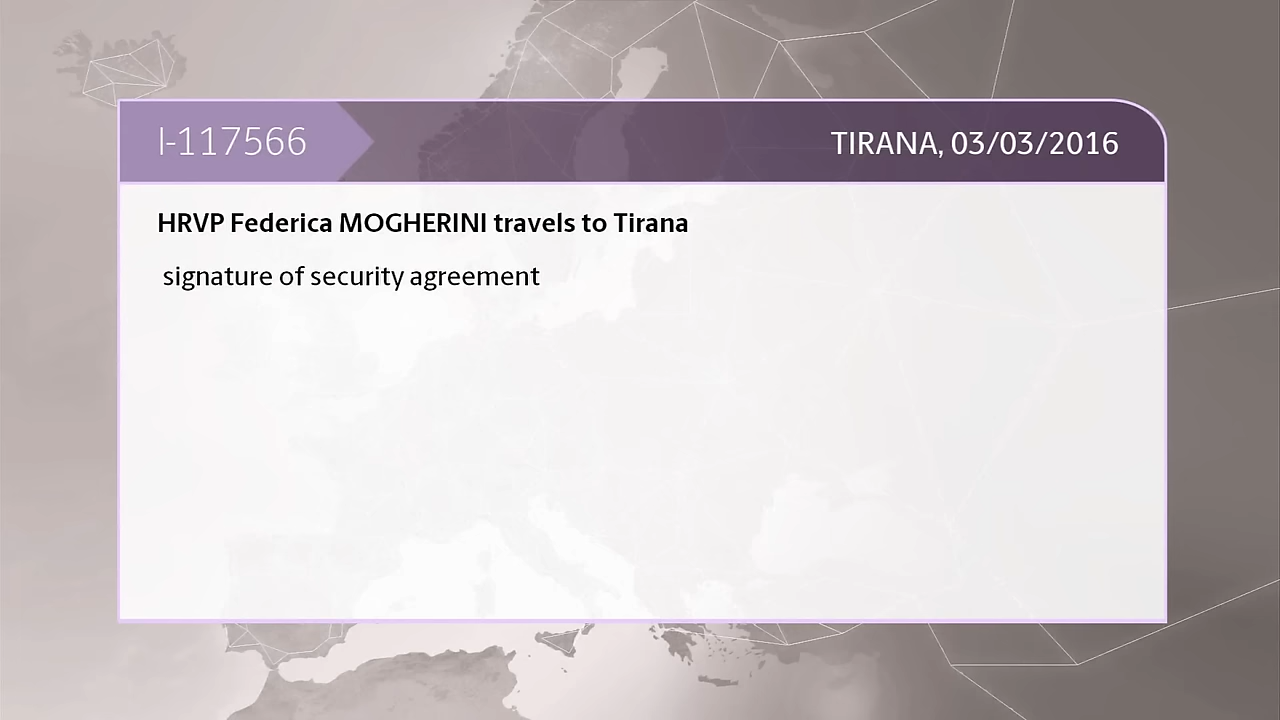 I-117566
TIRANA, 03/03/2016
HRVP Federica MOGHERINI travels to Tirana
signature of security agreement